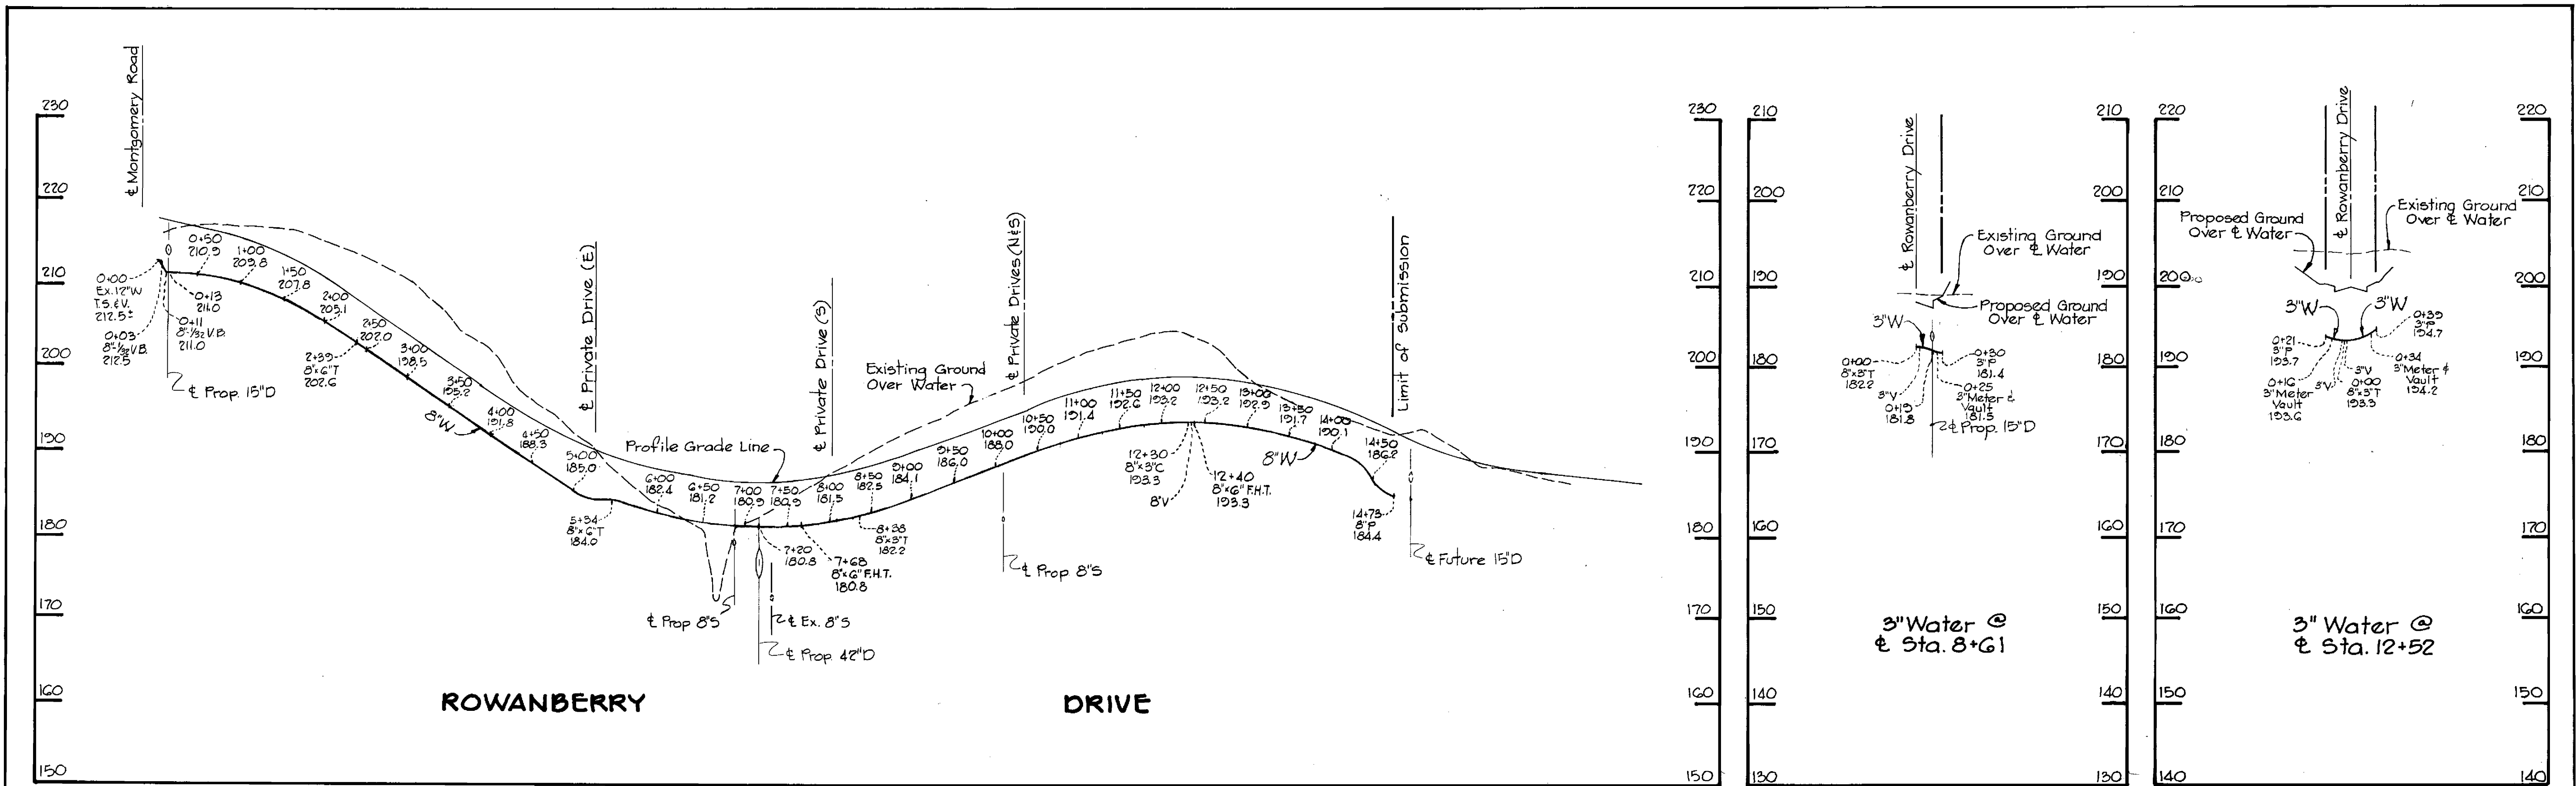 ℄ Montgomery Road
230
220
210
200
190
180
170
160
150
0+00
Ex. 12"W
T.S.&V.
212.5±
0+03
8"-1/32 V.B.
212.5
0+11
8"-1/32 V.B.
211.0
0+13
211.0
℄ Prop. 15"D
0+50
210.9
1+00
209.8
1+50
207.8
2+00
205.1
2+39
8"x6"T
202.6
2+50
202.0
3+00
198.5
3+50
195.2
8"W
4+00
191.8
4+50
188.3
5+00
185.0
5+34
8"x6"T
184.0
℄ Private Drive (E)
6+00
182.4
6+50
181.2
7+00
180.9
7+50
180.9
Profile Grade Line
℄ Prop 8"S
7+20
180.8
℄ Ex. 8"S
℄ Prop. 42"D
7+68
8"x6" F.H.T.
180.8
℄ Private Drive (S)
8+00
181.5
8+38
8"x3"T
182.2
8+50
182.5
9+00
184.1
9+50
186.0
Existing Ground
Over Water
℄ Private Drives (N&S)
10+00
188.0
℄ Prop 8"S
10+50
190.0
11+00
191.4
11+50
192.6
12+00
193.2
12+30
8"x3"C
193.3
8"V
12+40
8"x6" F.H.T.
193.3
12+50
193.2
13+00
192.9
8"W
13+50
191.7
14+00
190.1
14+50
186.2
14+73
8"P
184.4
Limit of Submission
℄ Future 15"D
ROWANBERRY DRIVE
230
220
210
200
190
180
170
160
150
210
200
190
180
170
160
150
140
130
℄ Rowanberry Drive
Existing Ground
Over ℄ Water
Proposed Ground
Over ℄ Water
3"W
0+00
8"x3"T
182.2
3"V
0+19
181.8
0+30
3"P
181.4
0+25
3"Meter &
Vault
181.5
℄ Prop. 15"D
3" Water @
℄ Sta. 8+61
210
200
190
180
170
160
150
140
130
220
210
200
190
180
170
160
150
140
℄ Rowanberry Drive
Proposed Ground
Over ℄ Water
Existing Ground
Over ℄ Water
3"W
3"W
0+21
3"P
193.7
0+16
3"Meter
Vault
193.6
3"V
3"V
0+00
8"x3"T
193.3
0+39
3"P
194.7
0+34
3"Meter &
Vault
194.2
3" Water @
℄ Sta. 12+52
220
210
200
190
180
170
160
150
140